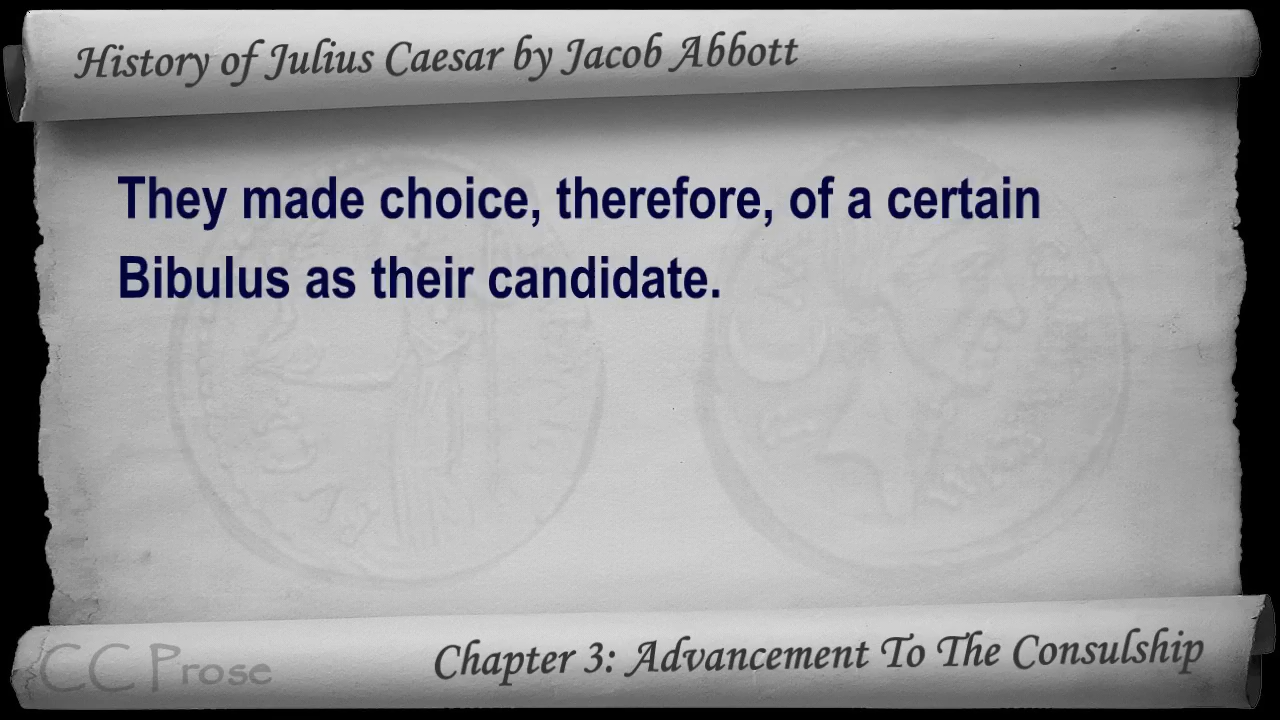 History of Julius Caesar by Jacob Abbott
They made choice, therefore, of a certain
Bibulus as their candidate.
CC Prose
Chapter 3: Advancement To The Consulship